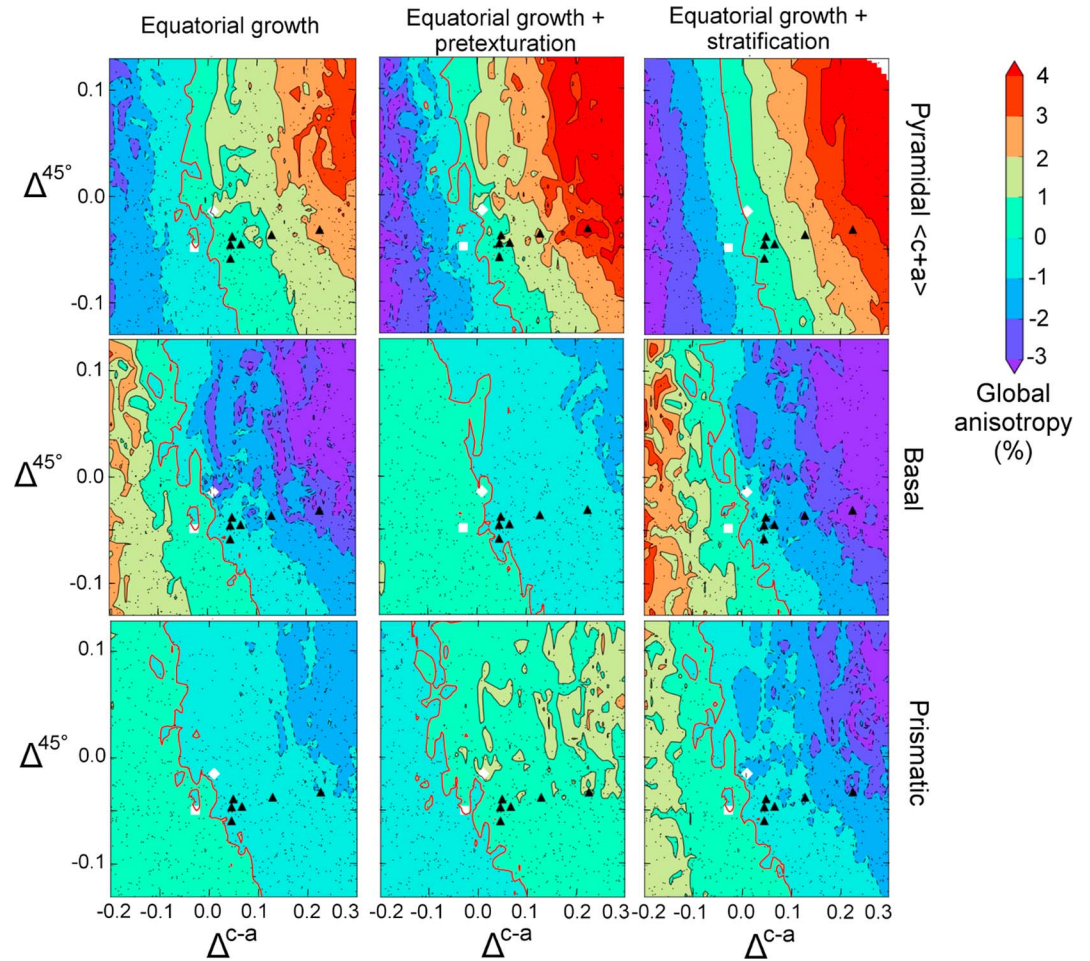 Equatorial growth
Equatorial growth +
pretexturation
Equatorial growth +
stratification
0.1
Δ45°
0.0
-0.1
Pyramidal <c+a>
0.1
Δ45°
0.0
-0.1
Basal
0.1
Δ45°
0.0
-0.1
Prismatic
-0.2 -0.1 0.0 0.1 0.2 0.3
-0.2 -0.1 0.0 0.1 0.2 0.3
-0.2 -0.1 0.0 0.1 0.2 0.3
Δc-a
Δc-a
Δc-a
4
3
2
1
0
-1
-2
-3
Global
anisotropy
(%)